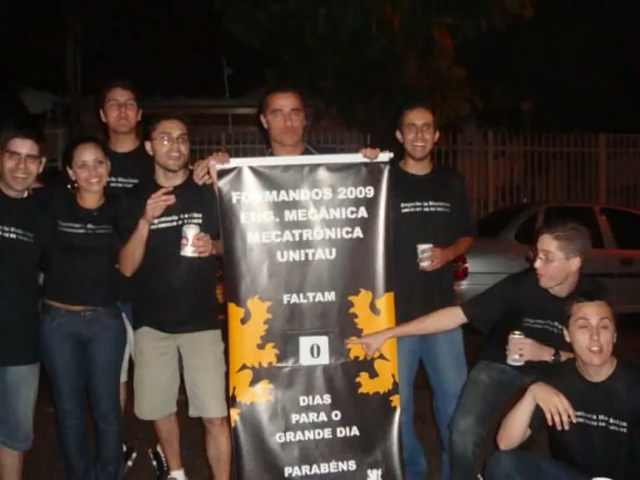 FORMANDOS 2009
ENG. MECÂNICA
MECATRÔNICA
UNITAU
FALTAM
0
DIAS
PARA O
GRANDE DIA
PARABÉNS